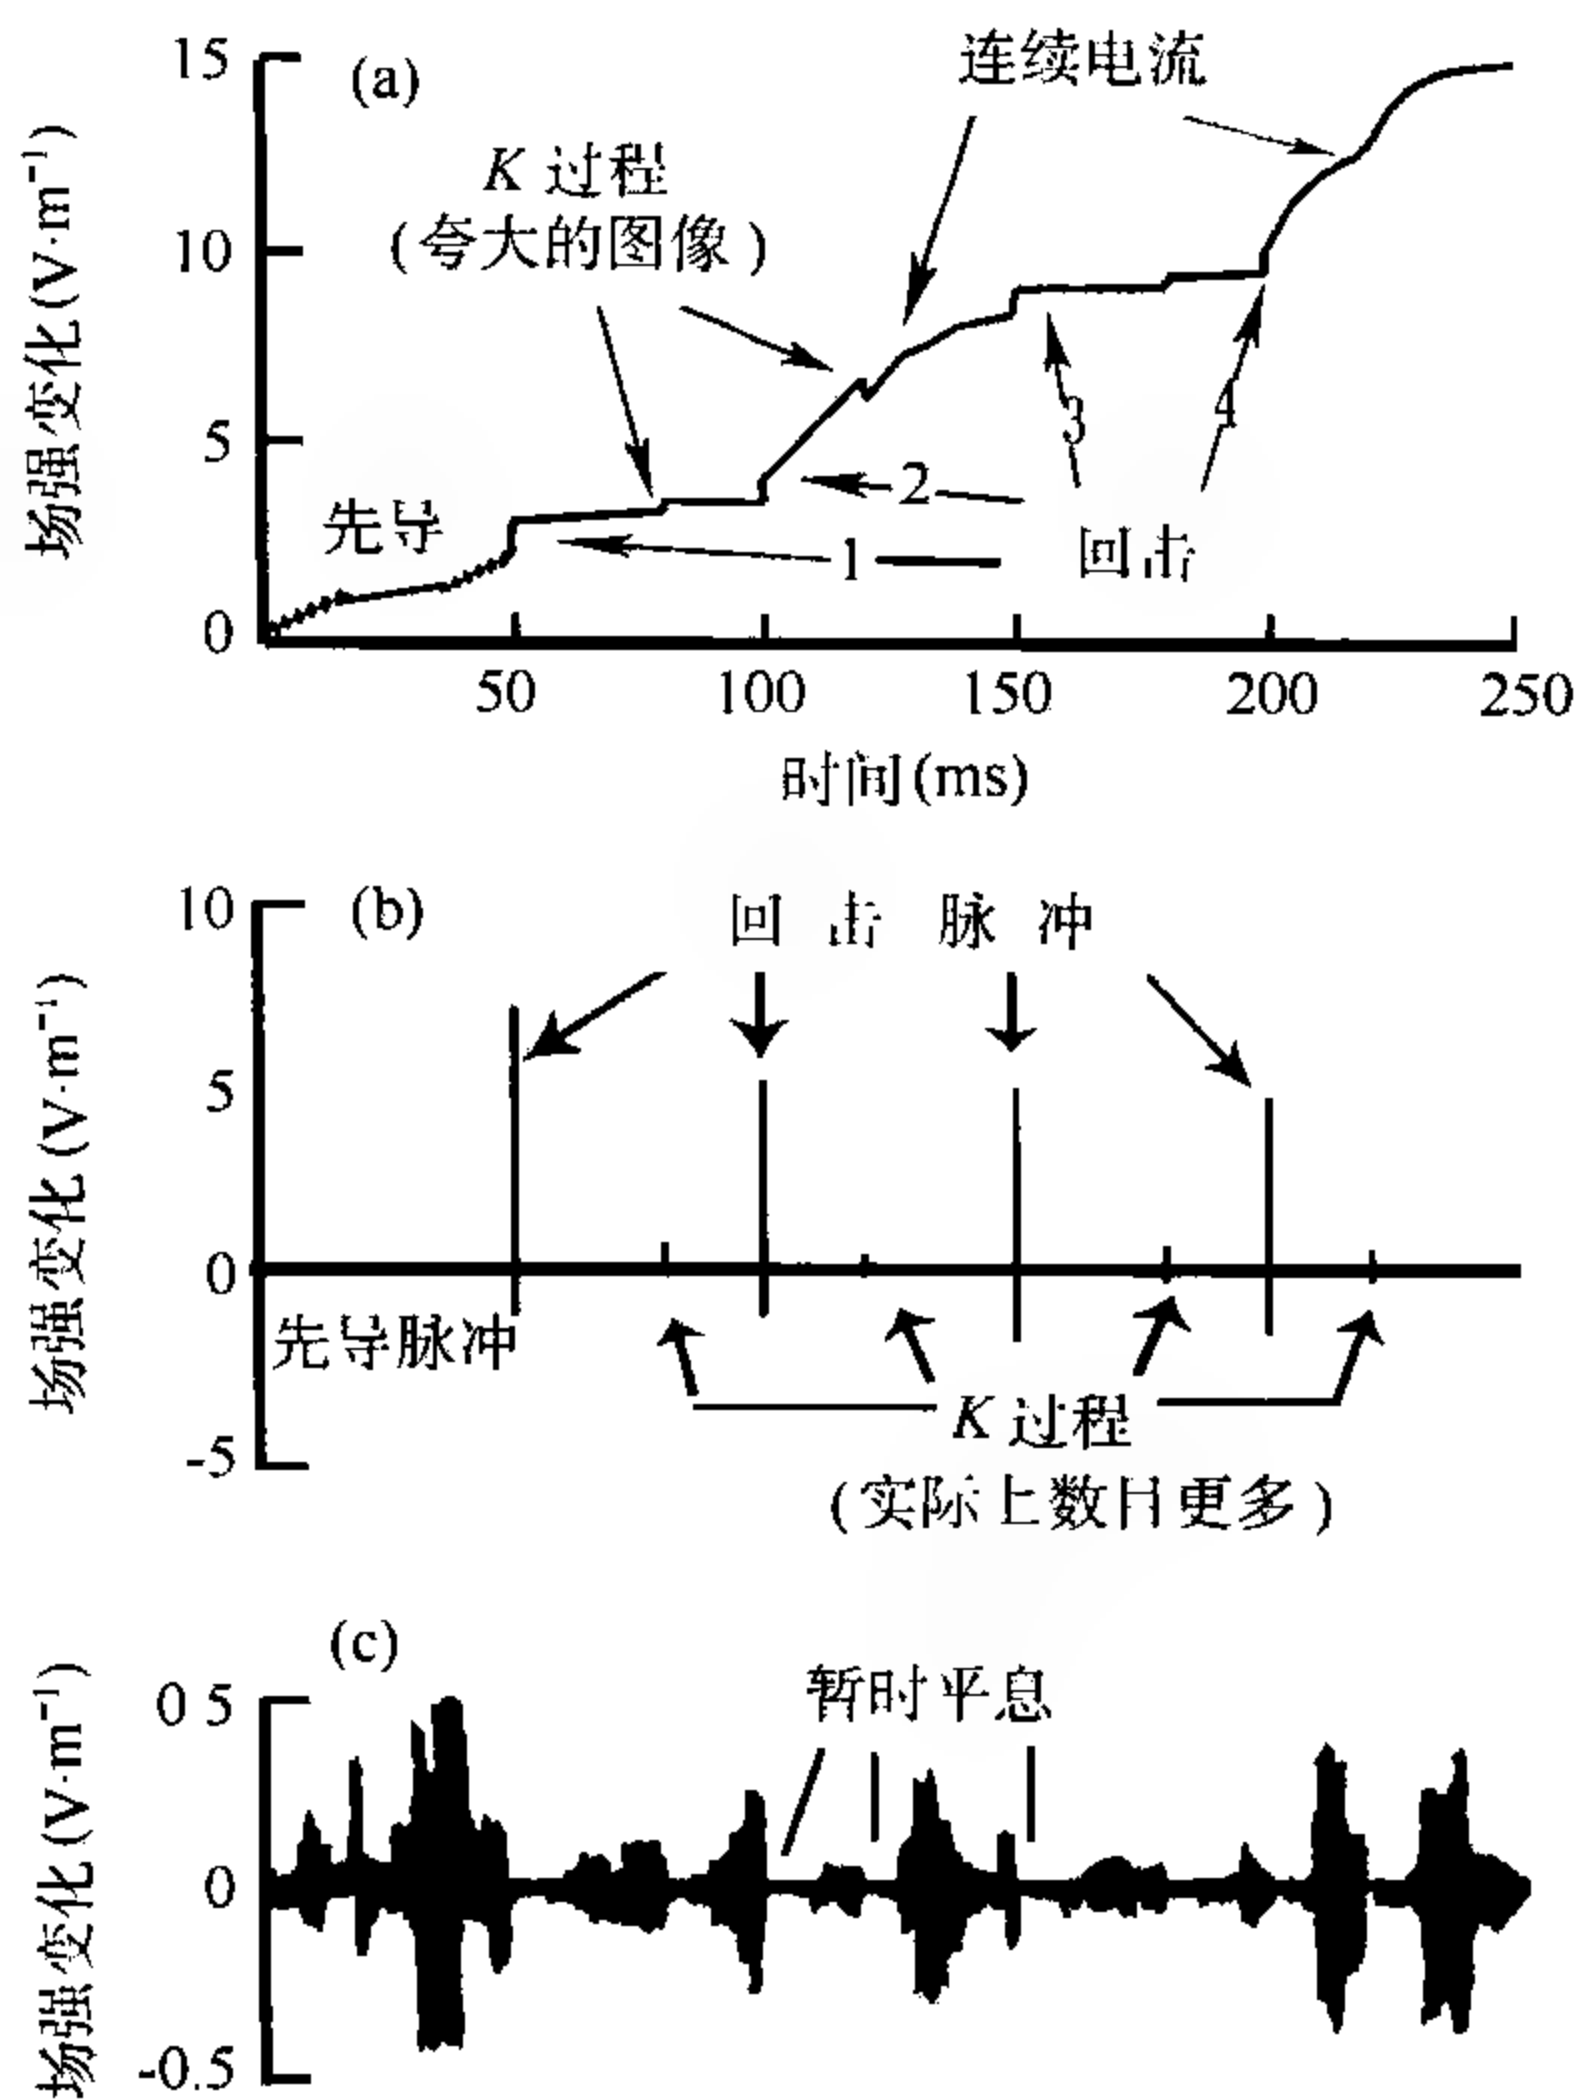 (a)
连续电流
K 过程
(夸大的图像)
15
10
5
0
场强变化(V·m⁻¹)
先导
1
2
3
4
回击
50 100 150 200 250
时间(ms)
(b)
回击脉冲
10
5
0
-5
场强变化(V·m⁻¹)
先导脉冲
K 过程
(实际上数目更多)
(c)
暂时平息
0 5
0
-0.5
场强变化(V·m⁻¹)